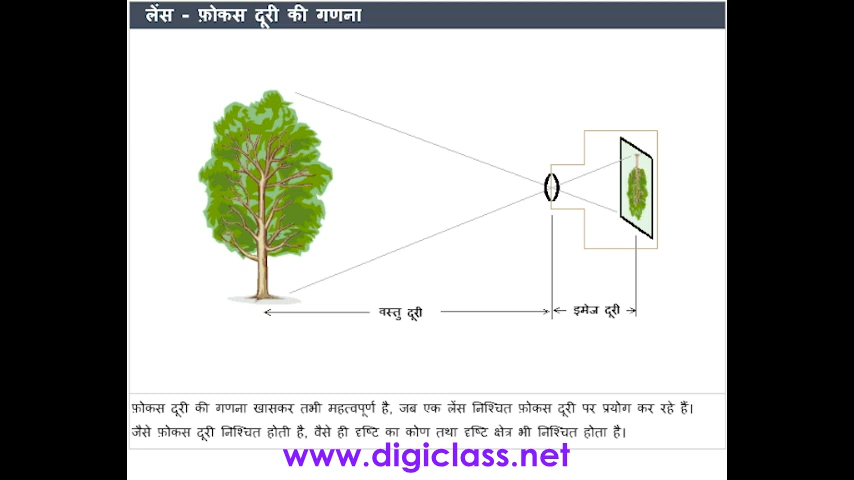 लेंस - फ़ोकस दूरी की गणना
वस्तु दूरी
इमेज दूरी
फ़ोकस दूरी की गणना खासकर तभी महत्वपूर्ण है, जब एक लेंस निश्चित फ़ोकस दूरी पर प्रयोग कर रहे हैं।
जैसे फ़ोकस दूरी निश्चित होती है, वैसे ही दृष्टि का कोण तथा दृष्टि क्षेत्र भी निश्चित होता है।
www.digiclass.net